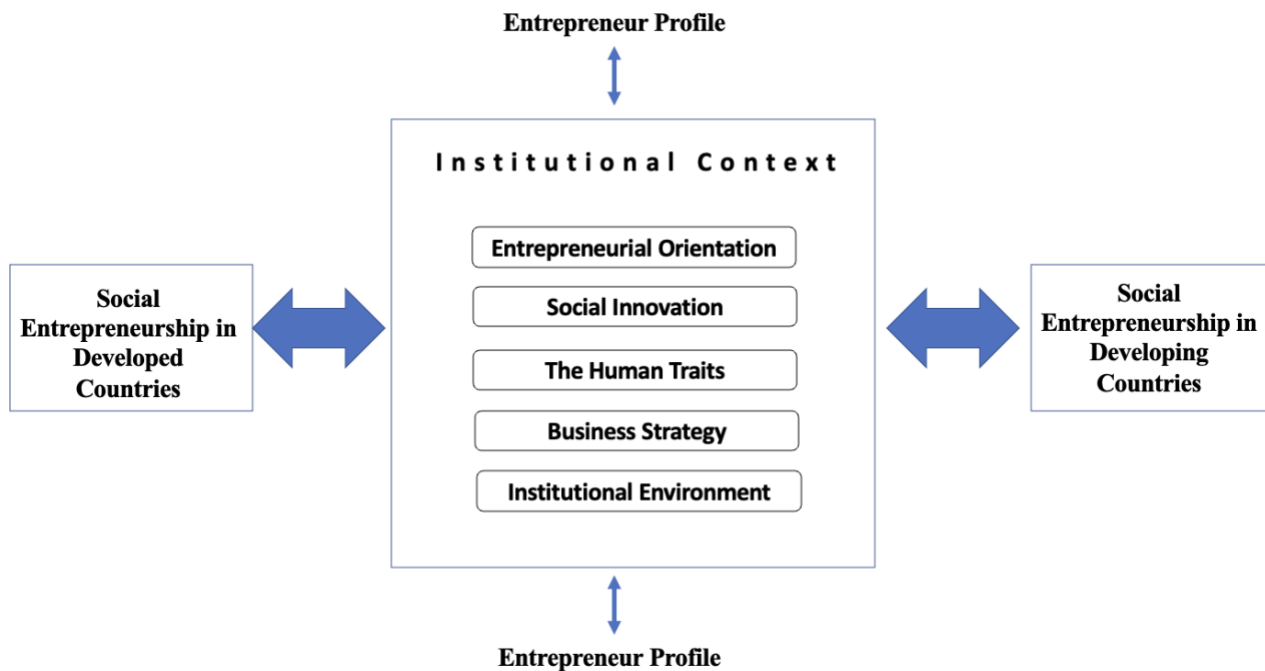 Entrepreneur Profile
Institutional Context
Entrepreneurial Orientation
Social Innovation
The Human Traits
Business Strategy
Institutional Environment
Social
Entrepreneurship in
Developed
Countries
Social
Entrepreneurship in
Developing
Countries
Entrepreneur Profile